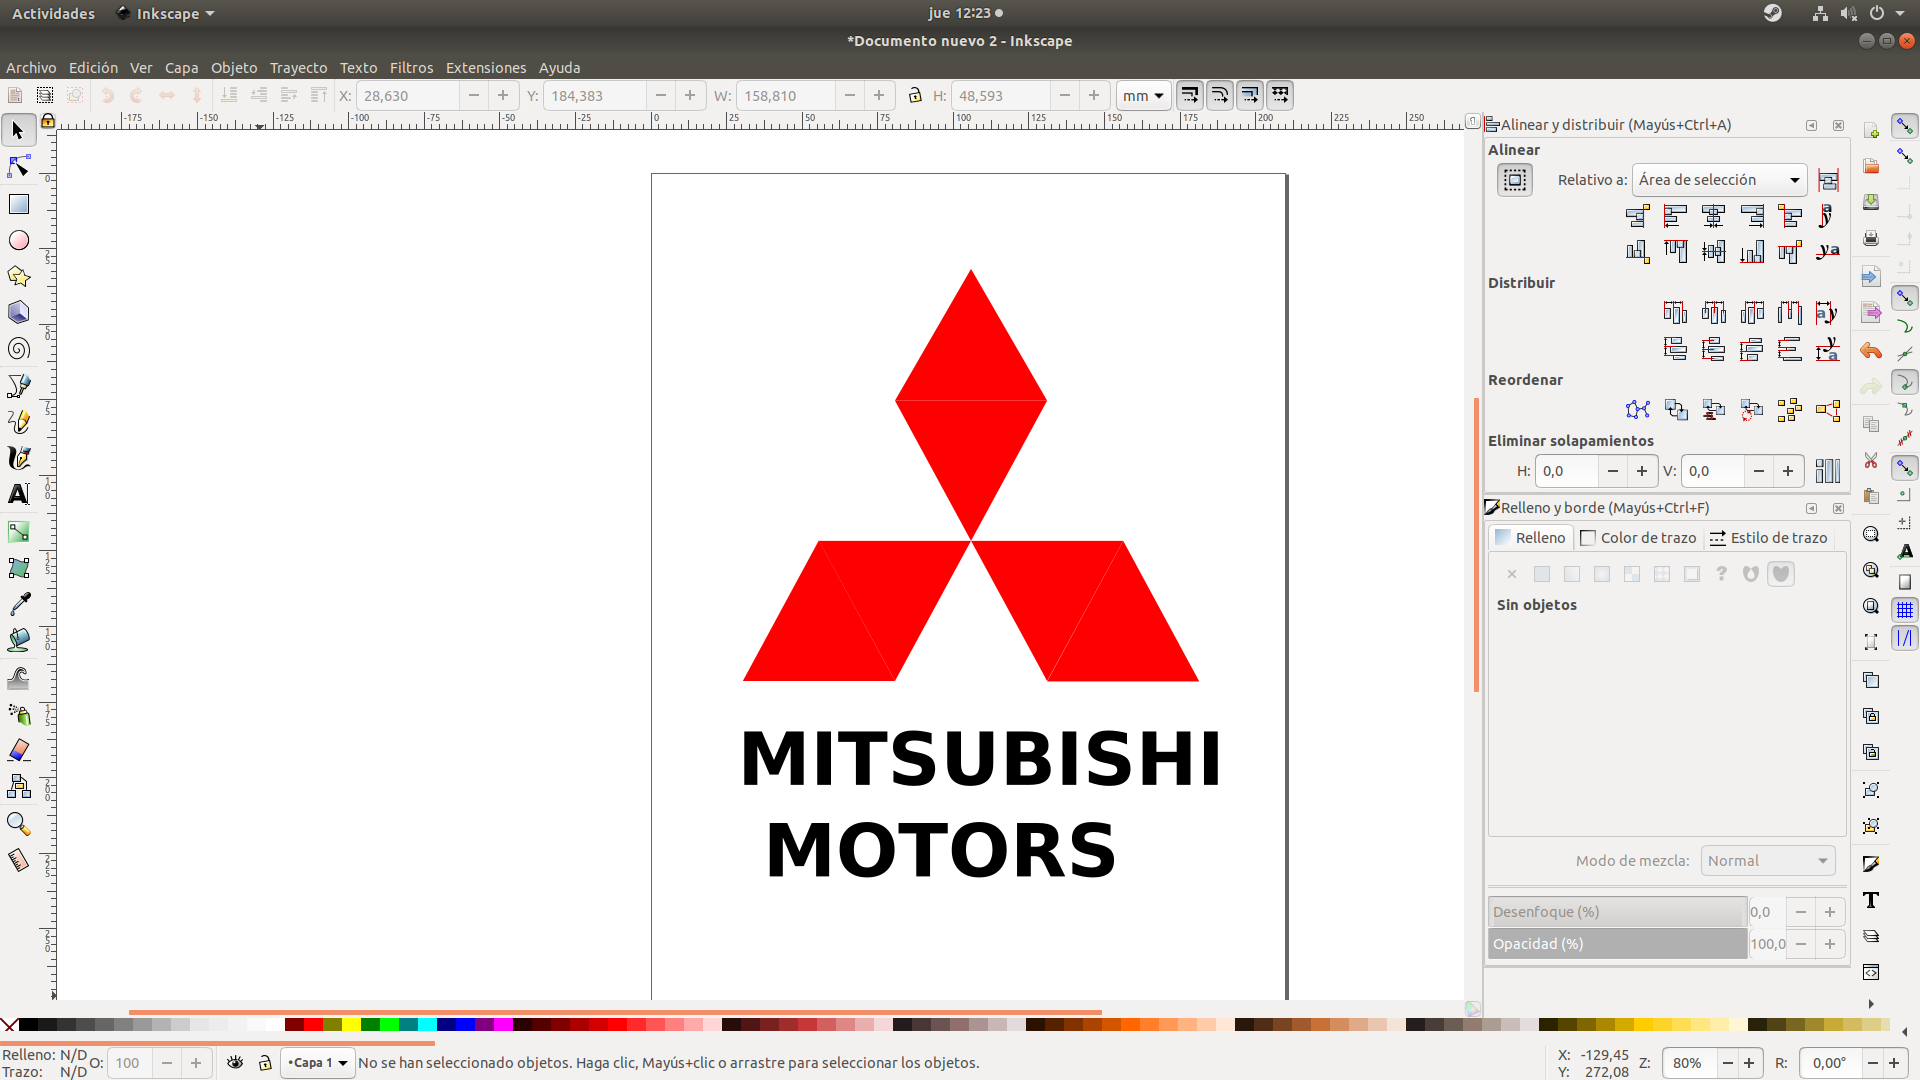 Actividades Inkscape jue 12:23
*Documento nuevo 2 - Inkscape
Archivo Edición Ver Capa Objeto Trayecto Texto Filtros Extensiones Ayuda
X: 28,630 Y: 184,383 W: 158,810 H: 48,593 mm
-175 -150 -125 -100 -75 -50 -25 0 25 50 75 100 125 150 175 200 225 250
Alinear y distribuir (Mayús+Ctrl+A)
Alinear
Relativo a: Área de selección
Distribuir
Reordenar
Eliminar solapamientos
H: 0,0 V: 0,0
Relleno y borde (Mayús+Ctrl+F)
Relleno Color de trazo Estilo de trazo
Sin objetos
MITSUBISHI
MOTORS
Modo de mezcla: Normal
Desenfoque (%) 0,0
Opacidad (%) 100,0
Relleno: N/D O: 100 •Capa 1 No se han seleccionado objetos. Haga clic, Mayús+clic o arrastre para seleccionar los objetos. X: -129,45 Z: 80% R: 0,00°
Trazo: N/D Y: 272,08